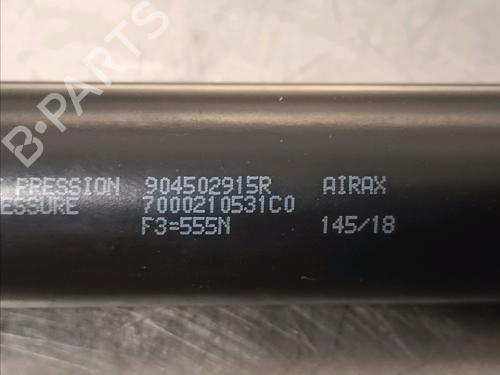 B-PARTS
PRESSION 904502915R AIRAX
ESSURE 7000210531C0
F3=555N 145/18